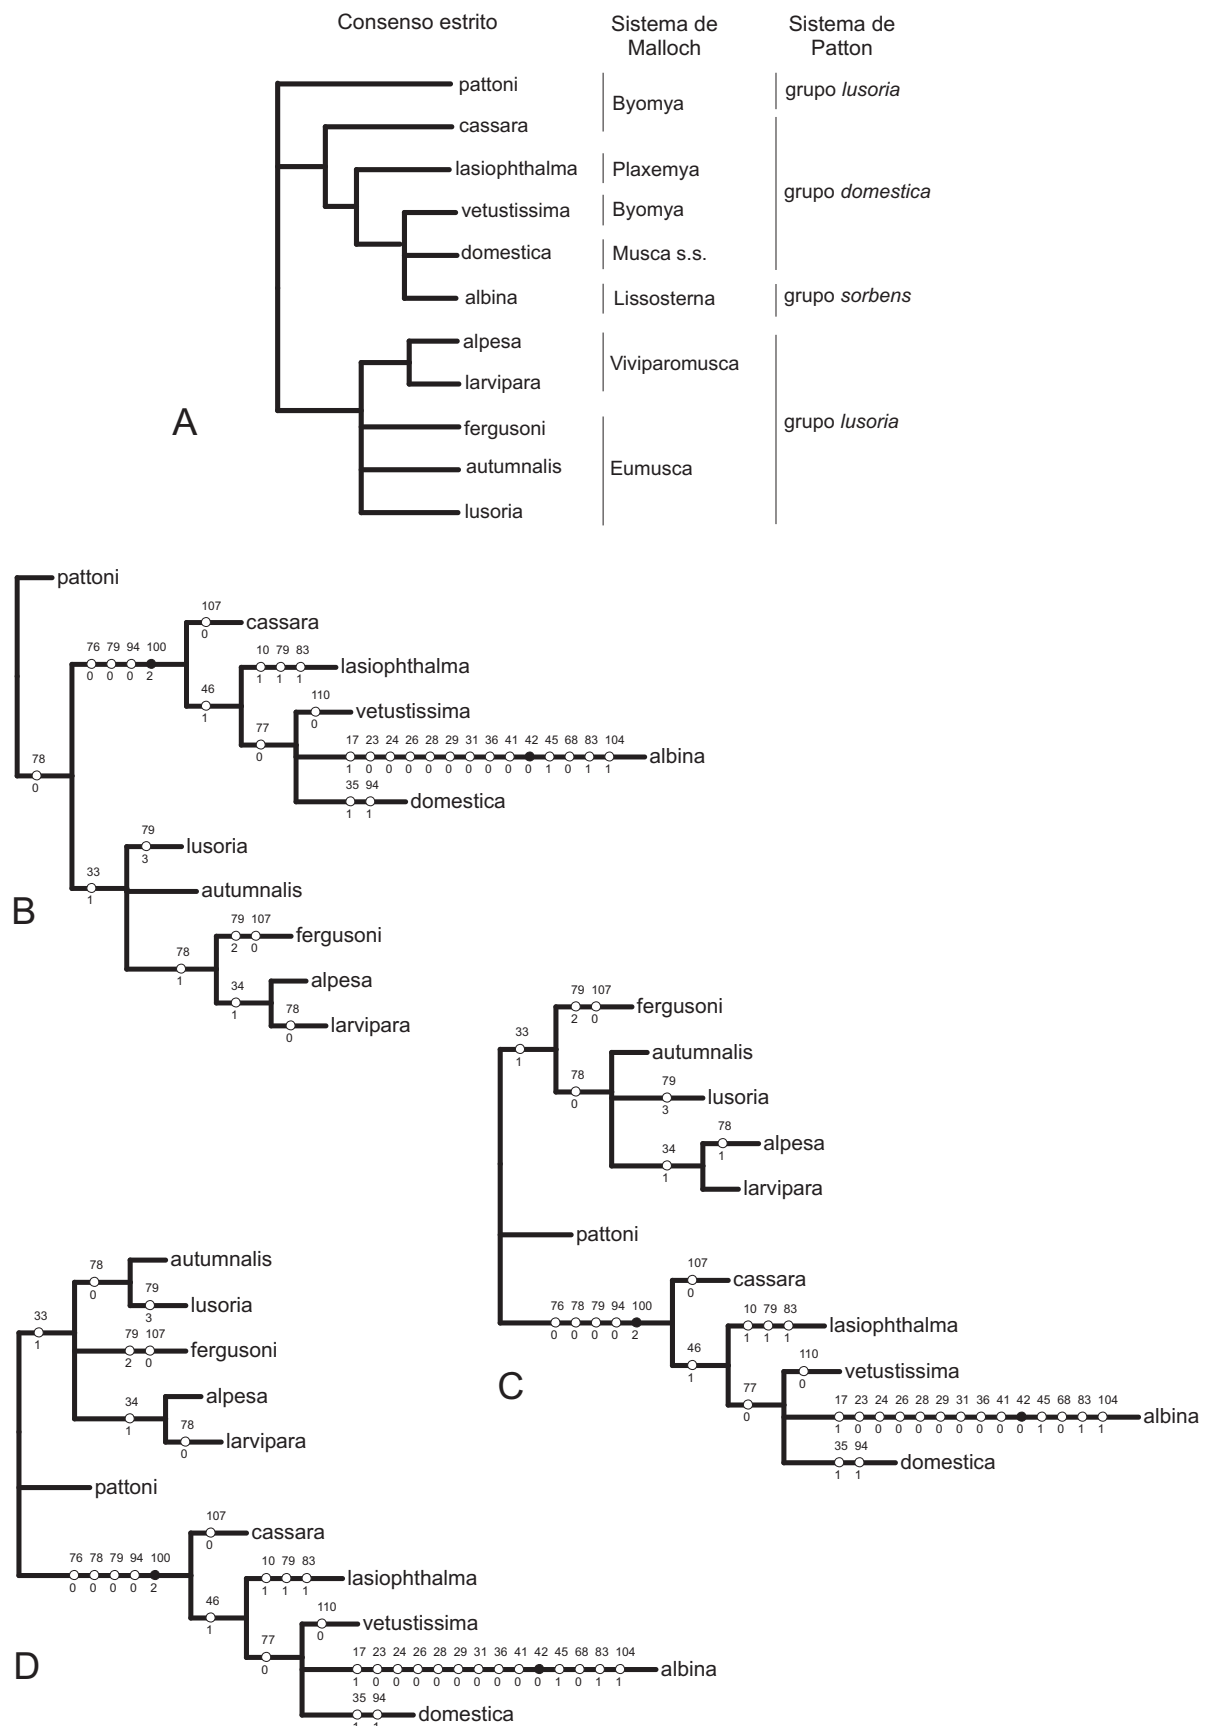 Consenso estrito
Sistema de
Malloch
Sistema de
Patton
pattoni
cassara
lasiophthalma
vetustissima
domestica
albina
alpesa
larvipara
fergusoni
autumnalis
lusoria
Byomya
Plaxemya
Byomya
Musca s.s.
Lissosterna
Viviparomusca
Eumusca
grupo lusoria
grupo domestica
grupo sorbens
grupo lusoria
A
pattoni
107
0
cassara
76 79 94 100
0 0 0 2
10 79 83
1 1 1
lasiophthalma
46
1
110
0
vetustissima
77
0
17 23 24 26 28 29 31 36 41 42 45 68 83 104
1 0 0 0 0 0 0 0 0 0 1 0 1 1
albina
78
0
35 94
1 1
domestica
79
3
lusoria
33
1
autumnalis
B
79 107
2 0
fergusoni
78
1
alpesa
34
1
78
0
larvipara
79 107
2 0
fergusoni
33
1
autumnalis
78
0
79
3
lusoria
78
1
alpesa
34
1
larvipara
pattoni
107
0
cassara
76 78 79 94 100
0 0 0 0 2
10 79 83
1 1 1
lasiophthalma
46
1
110
0
vetustissima
C
77
0
17 23 24 26 28 29 31 36 41 42 45 68 83 104
1 0 0 0 0 0 0 0 0 0 1 0 1 1
albina
35 94
1 1
domestica
autumnalis
78
0
79
3
lusoria
33
1
79 107
2 0
fergusoni
alpesa
34
1
78
0
larvipara
pattoni
107
0
cassara
76 78 79 94 100
0 0 0 0 2
10 79 83
1 1 1
lasiophthalma
46
1
110
0
vetustissima
77
0
17 23 24 26 28 29 31 36 41 42 45 68 83 104
1 0 0 0 0 0 0 0 0 0 1 0 1 1
albina
D
35 94
domestica